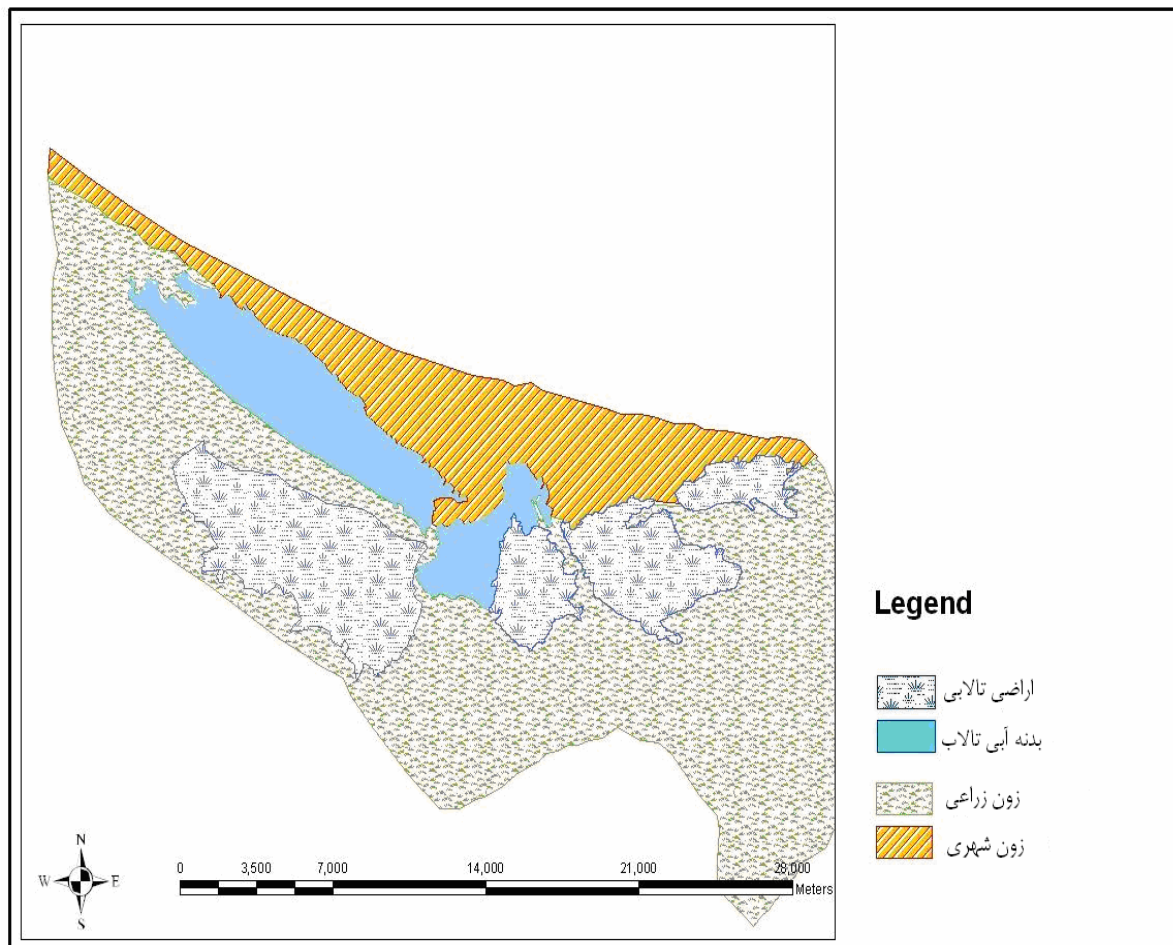 Legend
اراضی تالابی
بدنه آبی تالاب
زون زراعی
زون شهری
N
W E
S
0 3,500 7,000 14,000 21,000 28,000
Meters